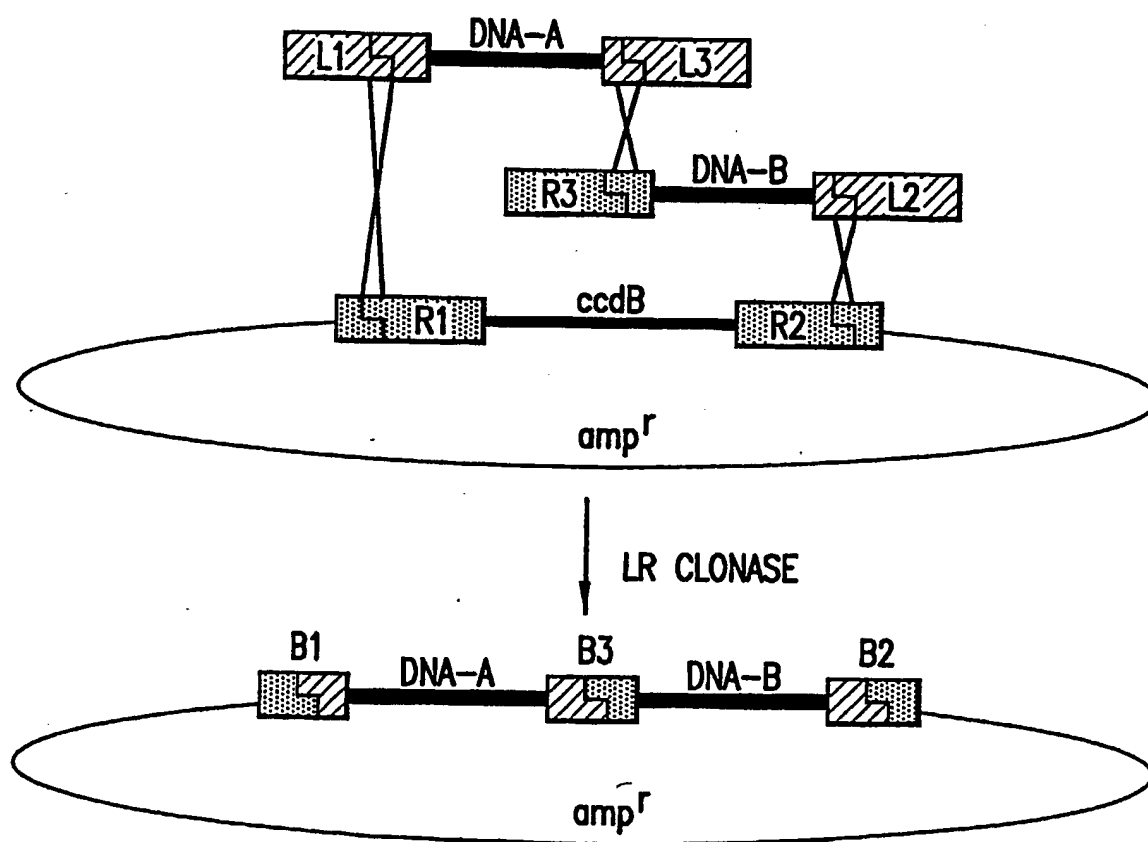 DNA-A
L1
L3
DNA-B
R3
L2
ccdB
R1
R2
amp^r
LR CLONASE
B1
B3
B2
DNA-A
DNA-B
amp^r